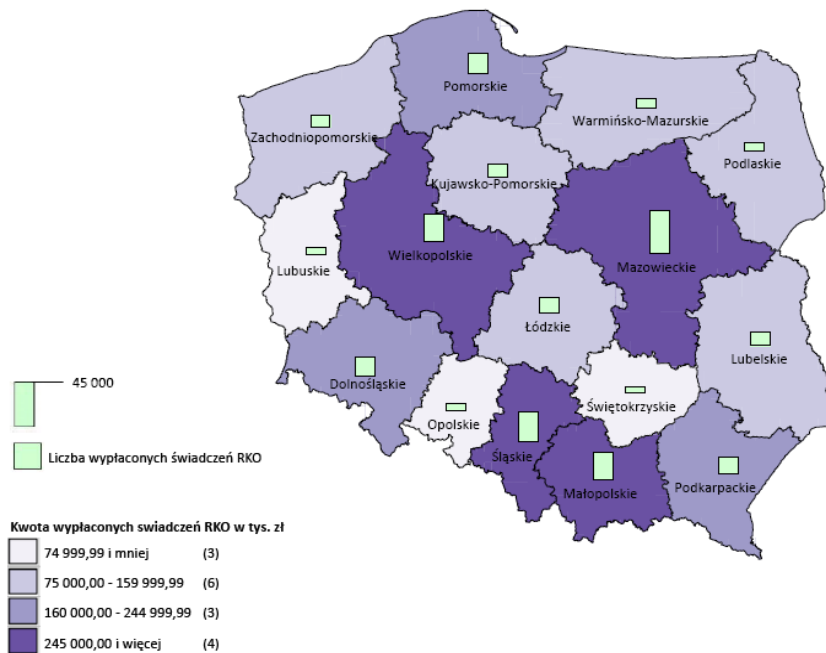 Pomorskie
Warmińsko-Mazurskie
Zachodniopomorskie
Podlaskie
Kujawsko-Pomorskie
Wielkopolskie
Mazowieckie
Lubuskie
Łódzkie
Lubelskie
Dolnośląskie
45 000
Świętokrzyskie
Opolskie
Śląskie
Liczba wypłaconych świadczeń RKO
Małopolskie
Podkarpackie
Kwota wypłaconych swiadczeń RKO w tys. zł
74 999,99 i mniej (3)
75 000,00 - 159 999,99 (6)
160 000,00 - 244 999,99 (3)
245 000,00 i więcej (4)